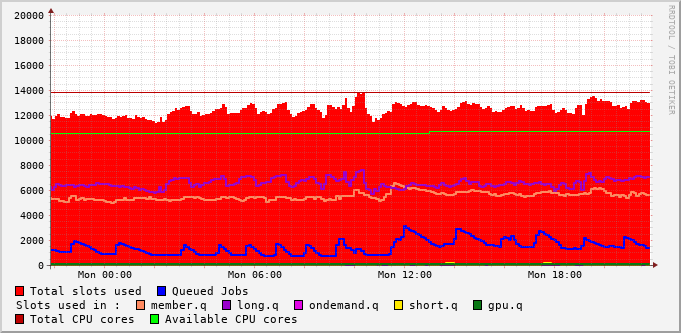 20000
18000
16000
14000
12000
10000
8000
6000
4000
2000
0
Mon 00:00 Mon 06:00 Mon 12:00 Mon 18:00
RRDTOOL / TOBI OETIKER
Total slots used Queued Jobs
Slots used in : member.q long.q ondemand.q short.q gpu.q
Total CPU cores Available CPU cores